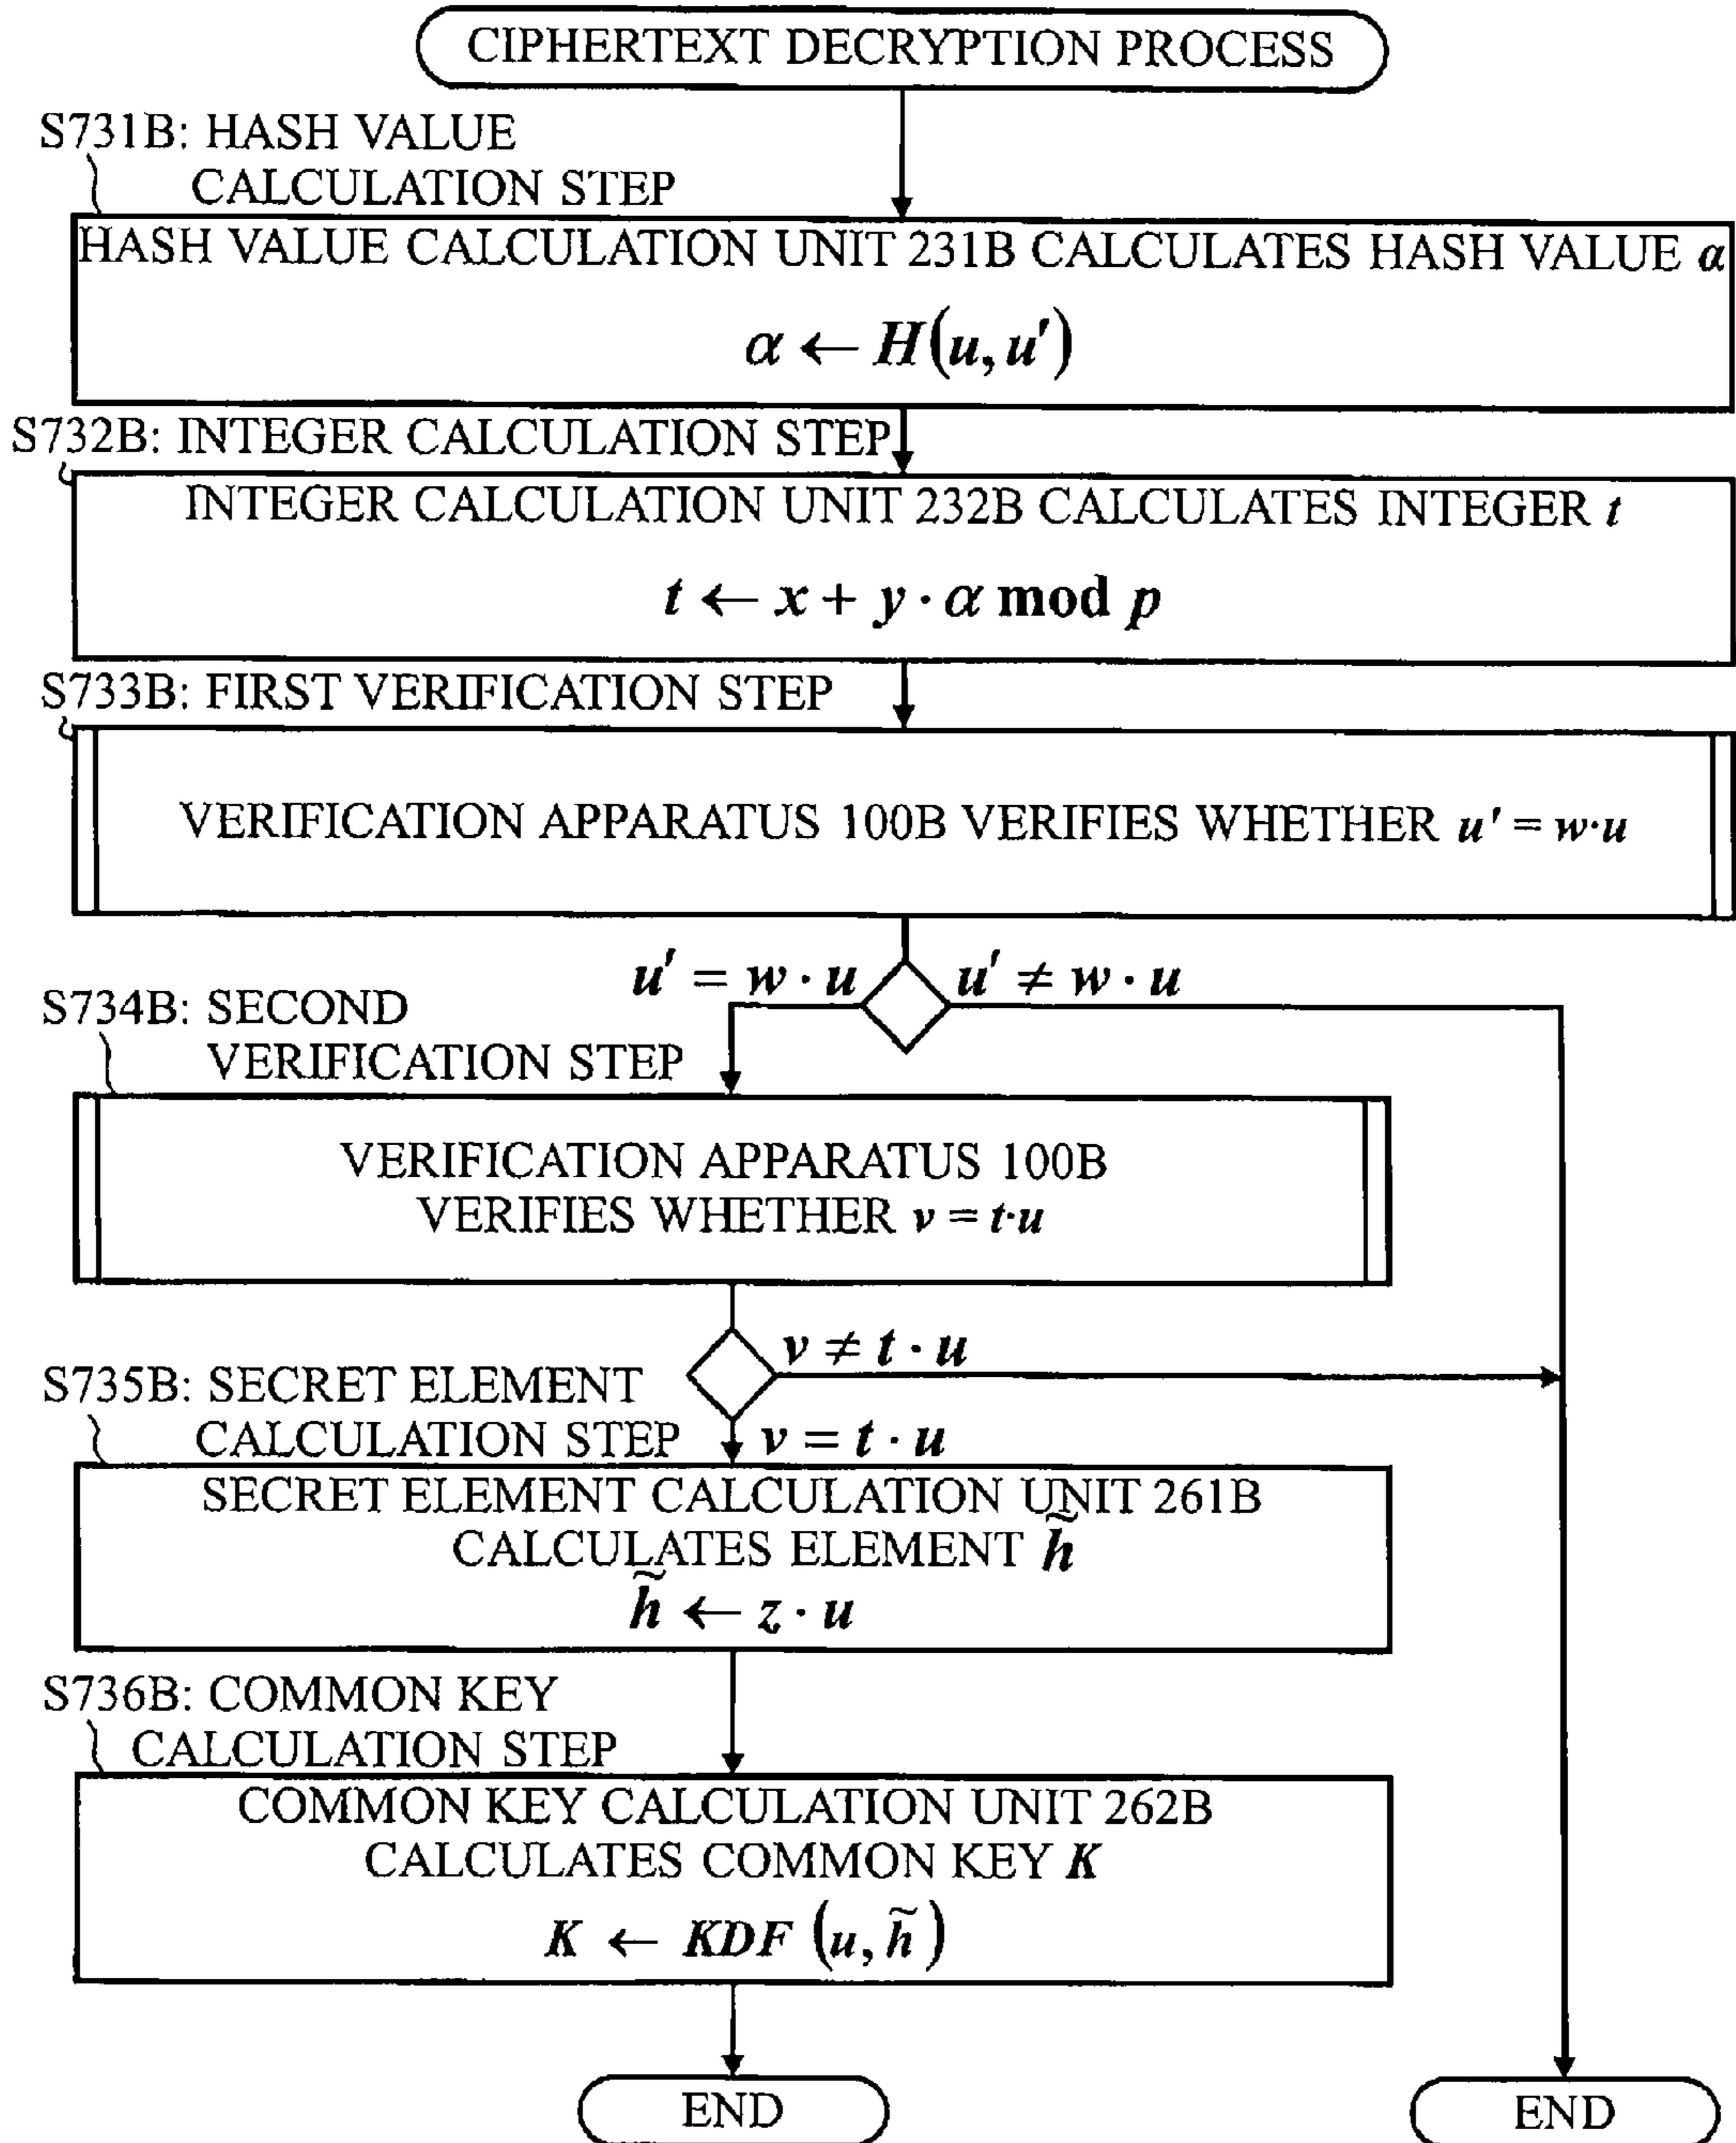 CIPHERTEXT DECRYPTION PROCESS
S731B: HASH VALUE
CALCULATION STEP
HASH VALUE CALCULATION UNIT 231B CALCULATES HASH VALUE α
α ← H(u, u')
S732B: INTEGER CALCULATION STEP
INTEGER CALCULATION UNIT 232B CALCULATES INTEGER t
t ← x + y · α mod p
S733B: FIRST VERIFICATION STEP
VERIFICATION APPARATUS 100B VERIFIES WHETHER u' = w·u
u' = w · u
u' ≠ w · u
S734B: SECOND
VERIFICATION STEP
VERIFICATION APPARATUS 100B
VERIFIES WHETHER v = t·u
v ≠ t · u
S735B: SECRET ELEMENT
CALCULATION STEP
v = t · u
SECRET ELEMENT CALCULATION UNIT 261B
CALCULATES ELEMENT h̃
h̃ ← z · u
S736B: COMMON KEY
CALCULATION STEP
COMMON KEY CALCULATION UNIT 262B
CALCULATES COMMON KEY K
K ← KDF (u, h̃)
END
END